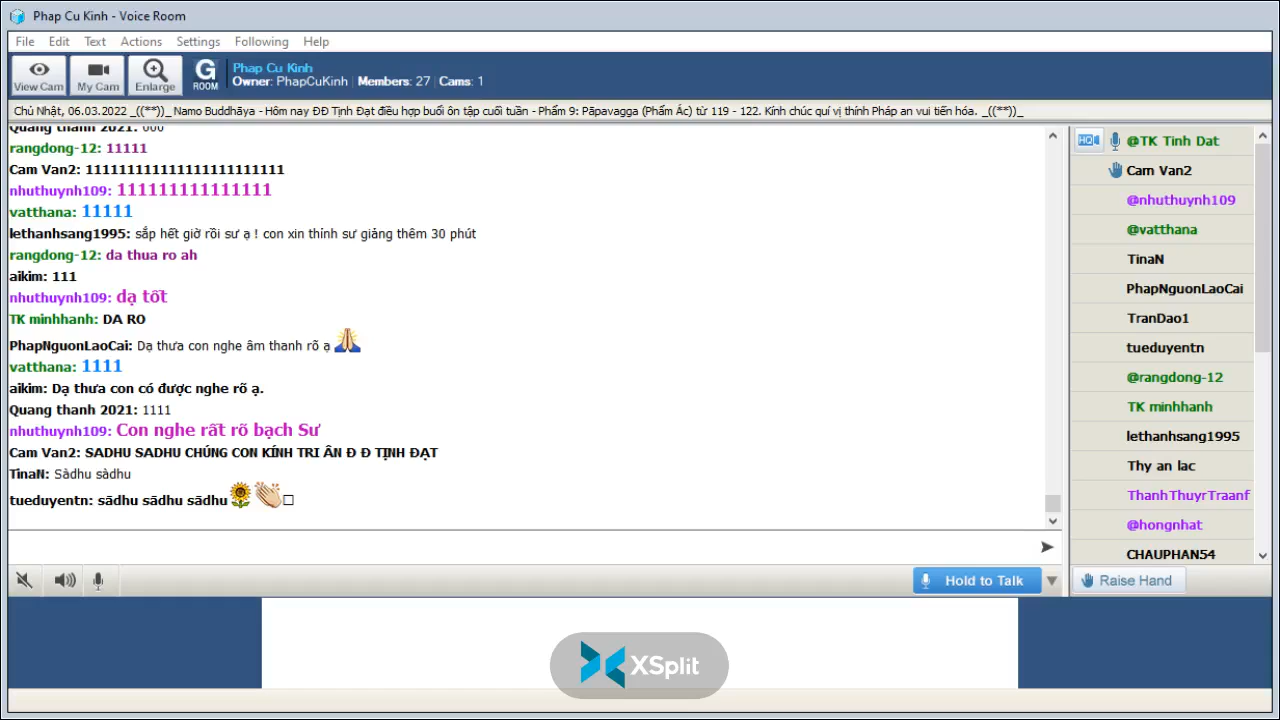 Phap Cu Kinh - Voice Room
File Edit Text Actions Settings Following Help
View Cam My Cam Enlarge G ROOM
Phap Cu Kinh
Owner: PhapCuKinh | Members: 27 | Cams: 1
Chủ Nhật, 06.03.2022 _((**))_ Namo Buddhāya - Hôm nay ĐĐ Tịnh Đạt điều hợp buổi ôn tập cuối tuần - Phẩm 9: Pāpavagga (Phẩm Ác) từ 119 - 122. Kính chúc quí vị thính Pháp an vui tiến hóa. _((**))_
Quang thanh 2021: 000
rangdong-12: 11111
Cam Van2: 111111111111111111111111
nhuthuynh109: 111111111111111
vatthana: 11111
lethanhsang1995: sắp hết giờ rồi sư ạ ! con xin thỉnh sư giảng thêm 30 phút
rangdong-12: da thua ro ah
aikim: 111
nhuthuynh109: dạ tốt
TK minhhanh: DA RO
PhapNguonLaoCai: Dạ thưa con nghe âm thanh rõ ạ
vatthana: 1111
aikim: Dạ thưa con có được nghe rõ ạ.
Quang thanh 2021: 1111
nhuthuynh109: Con nghe rất rõ bạch Sư
Cam Van2: SADHU SADHU CHÚNG CON KÍNH TRI ÂN Đ Đ TỊNH ĐẠT
TinaN: Sàdhu sàdhu
tueduyentn: sādhu sādhu sādhu
HQ @TK Tinh Dat
Cam Van2
@nhuthuynh109
@vatthana
TinaN
PhapNguonLaoCai
TranDao1
tueduyentn
@rangdong-12
TK minhhanh
lethanhsang1995
Thy an lac
ThanhThuyrTraanf
@hongnhat
CHAUPHAN54
Hold to Talk
Raise Hand
XSplit